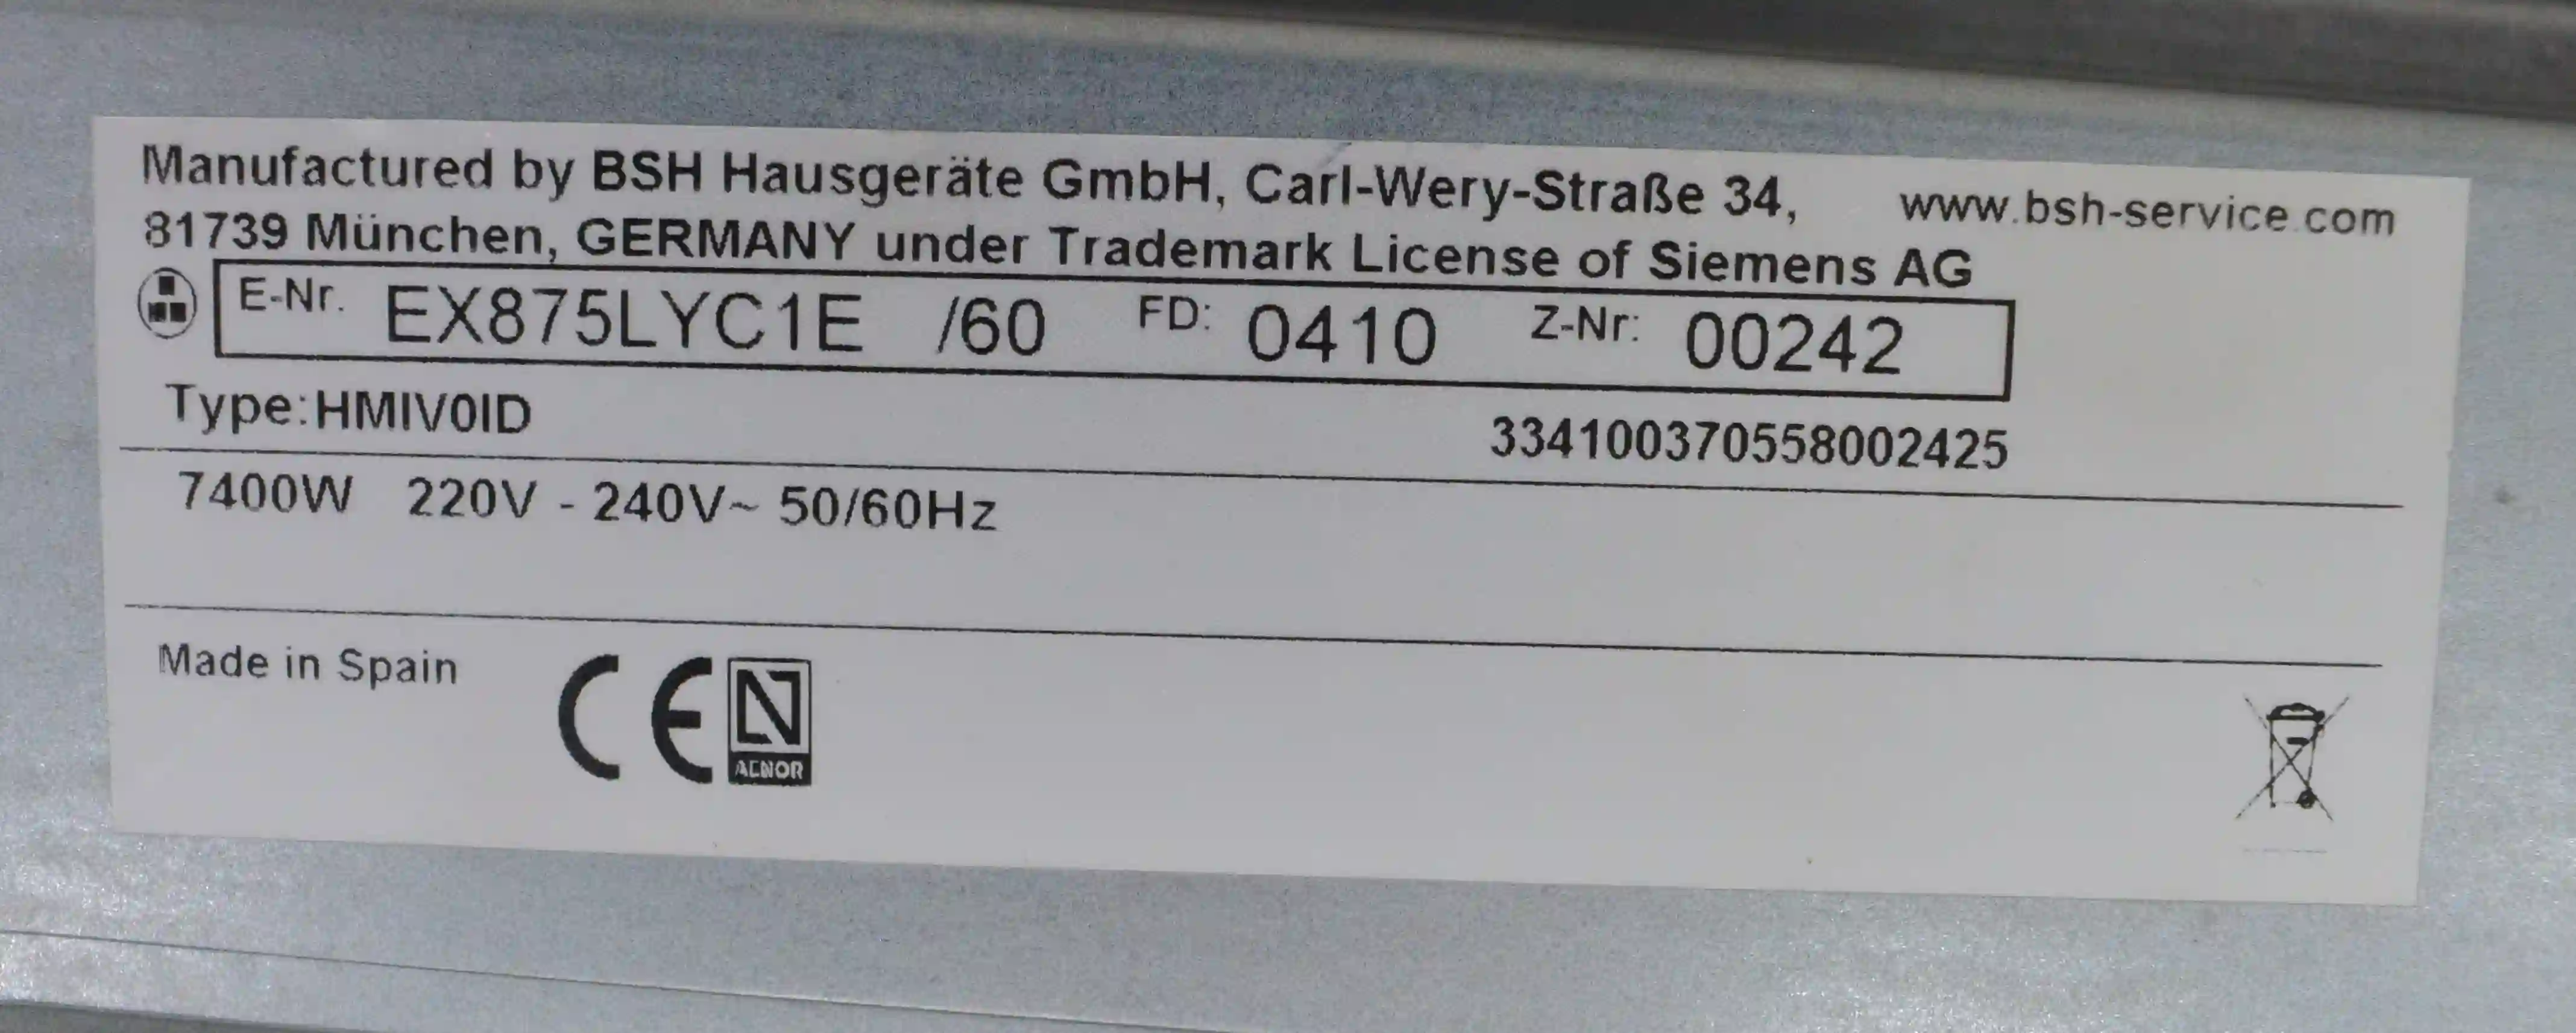 Manufactured by BSH Hausgeräte GmbH, Carl-Wery-Straße 34, www.bsh-service.com
81739 München, GERMANY under Trademark License of Siemens AG
E-Nr. EX875LYC1E /60 FD: 0410 Z-Nr: 00242
Type:HMIV0ID 334100370558002425
7400W 220V - 240V~ 50/60Hz
Made in Spain CE N
AENOR